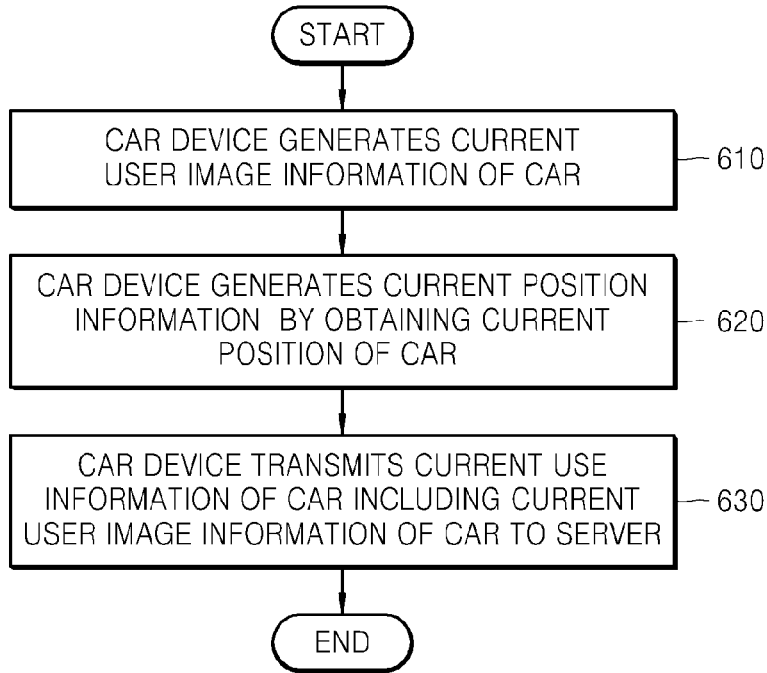 START
CAR DEVICE GENERATES CURRENT
USER IMAGE INFORMATION OF CAR
610
CAR DEVICE GENERATES CURRENT POSITION
INFORMATION BY OBTAINING CURRENT
POSITION OF CAR
620
CAR DEVICE TRANSMITS CURRENT USE
INFORMATION OF CAR INCLUDING CURRENT
USER IMAGE INFORMATION OF CAR TO SERVER
630
END